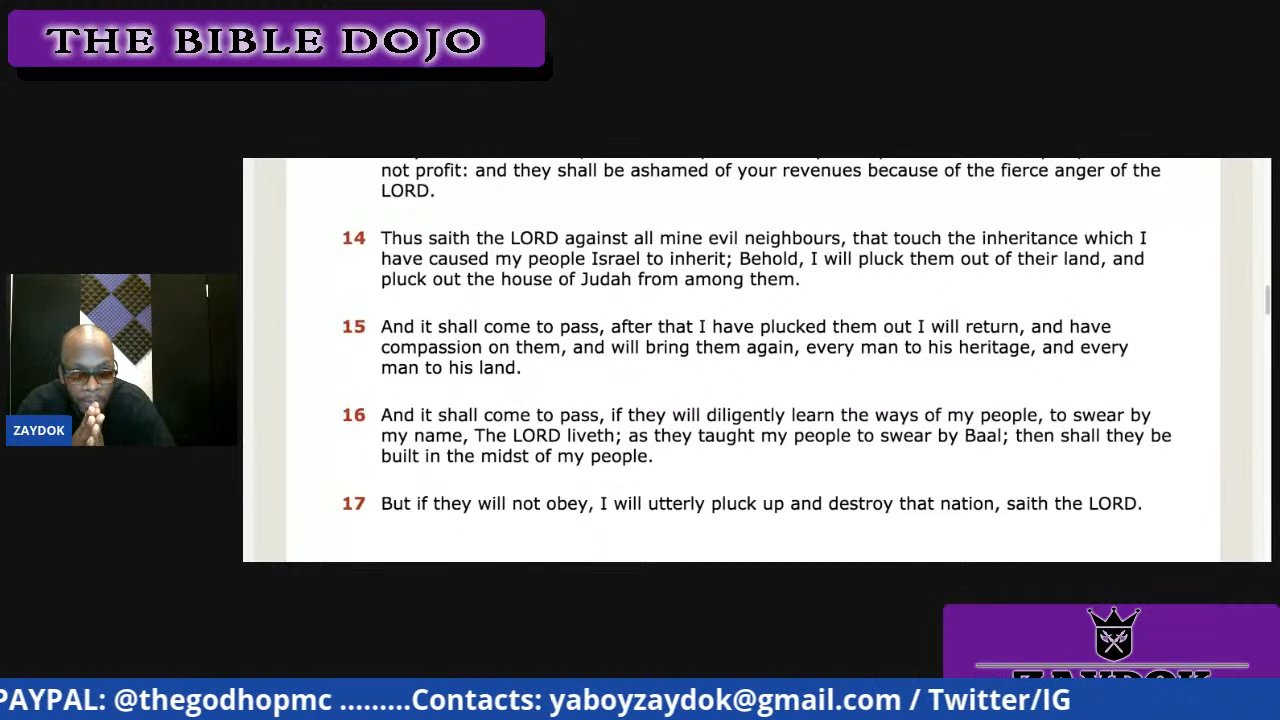 THE BIBLE DOJO
not profit: and they shall be ashamed of your revenues because of the fierce anger of the
LORD.
14 Thus saith the LORD against all mine evil neighbours, that touch the inheritance which I
have caused my people Israel to inherit; Behold, I will pluck them out of their land, and
pluck out the house of Judah from among them.
15 And it shall come to pass, after that I have plucked them out I will return, and have
compassion on them, and will bring them again, every man to his heritage, and every
man to his land.
16 And it shall come to pass, if they will diligently learn the ways of my people, to swear by
my name, The LORD liveth; as they taught my people to swear by Baal; then shall they be
built in the midst of my people.
17 But if they will not obey, I will utterly pluck up and destroy that nation, saith the LORD.
ZAYDOK
ZAYDOK
PAYPAL: @thegodhopmc .........Contacts: yaboyzaydok@gmail.com / Twitter/IG